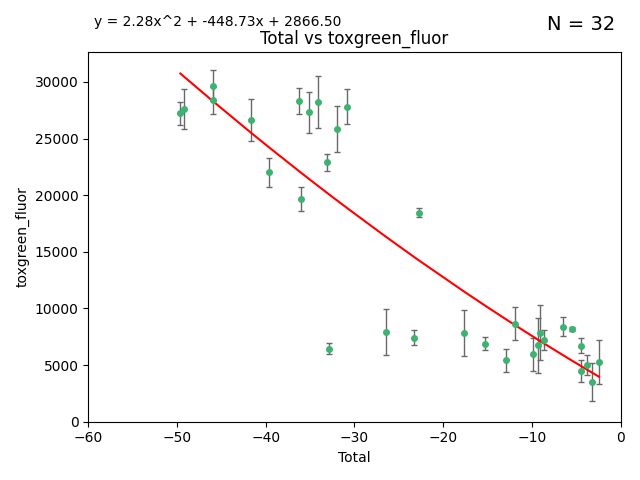 y = 2.28x^2 + -448.73x + 2866.50
N = 32
Total vs toxgreen_fluor
30000
25000
20000
15000
10000
5000
0
toxgreen_fluor
−60
−50
−40
−30
−20
−10
0
Total